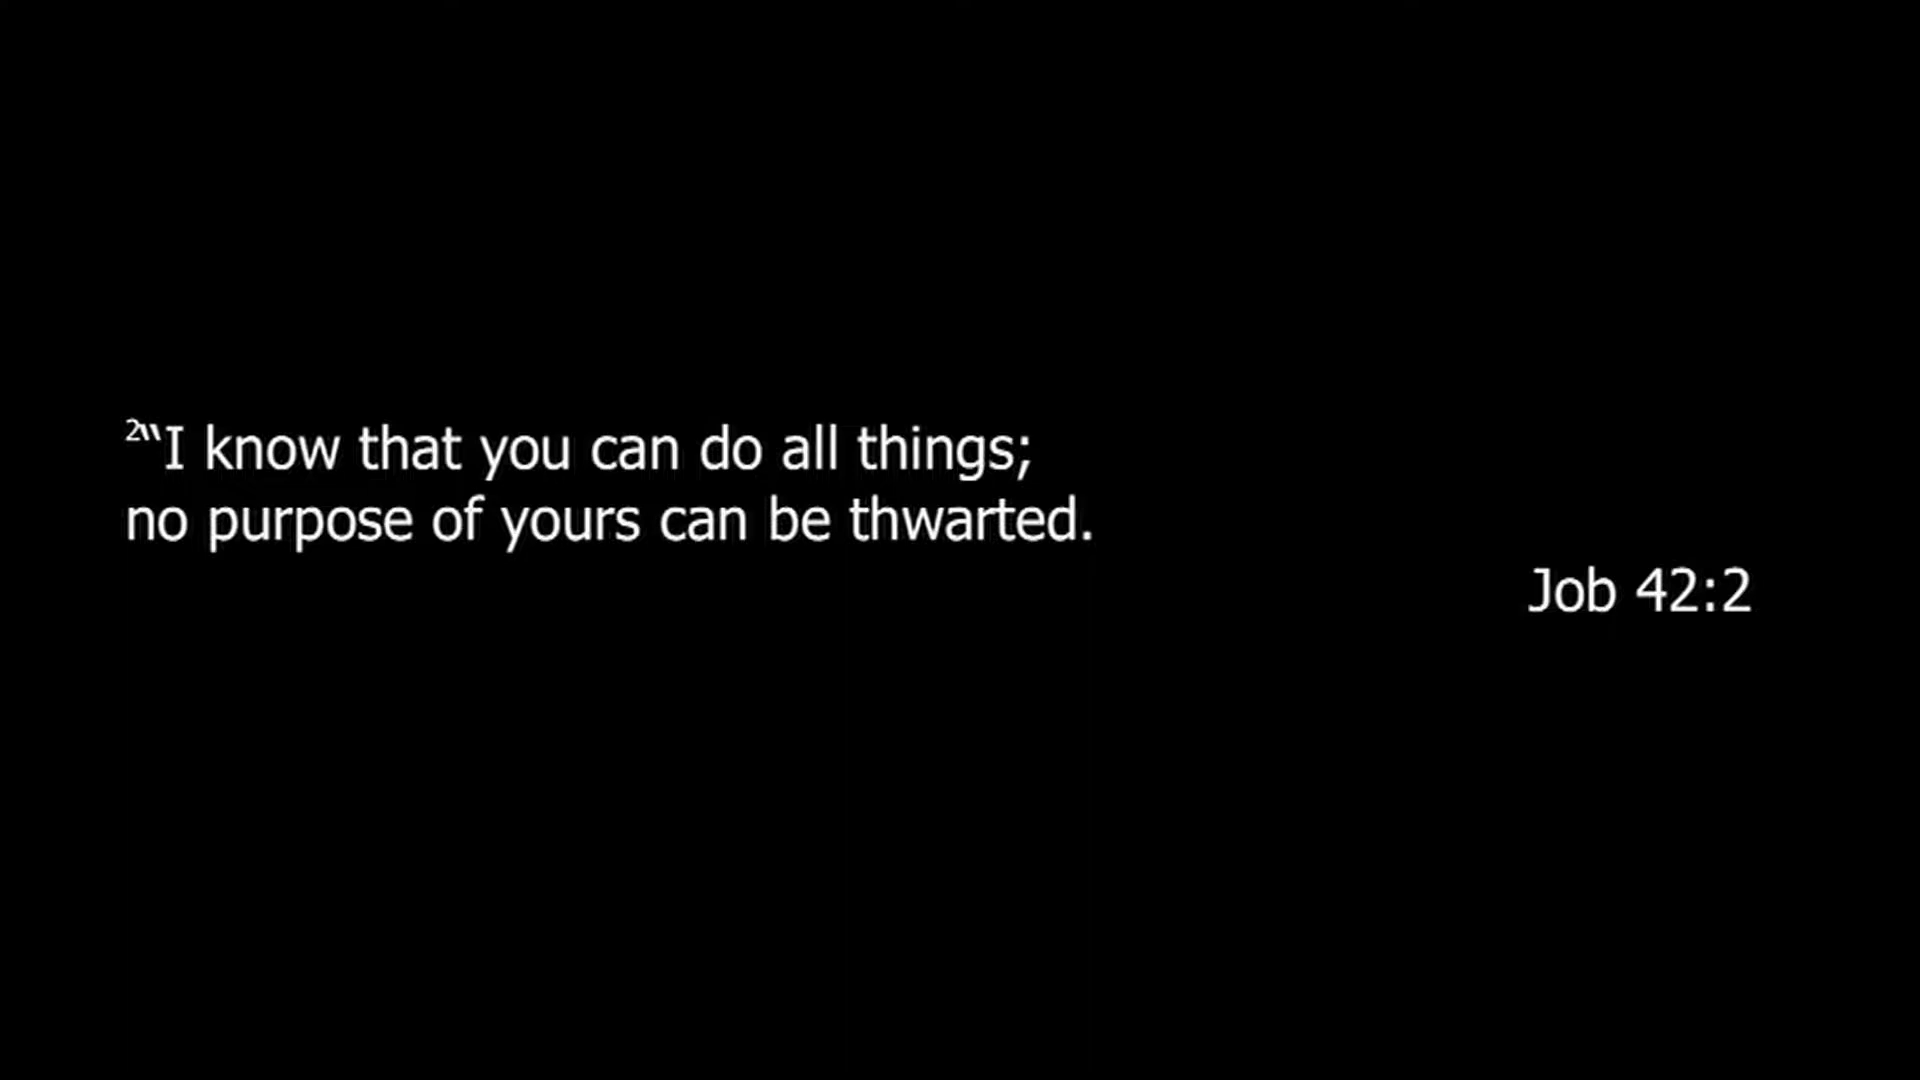 ²“I know that you can do all things;
no purpose of yours can be thwarted.
Job 42:2